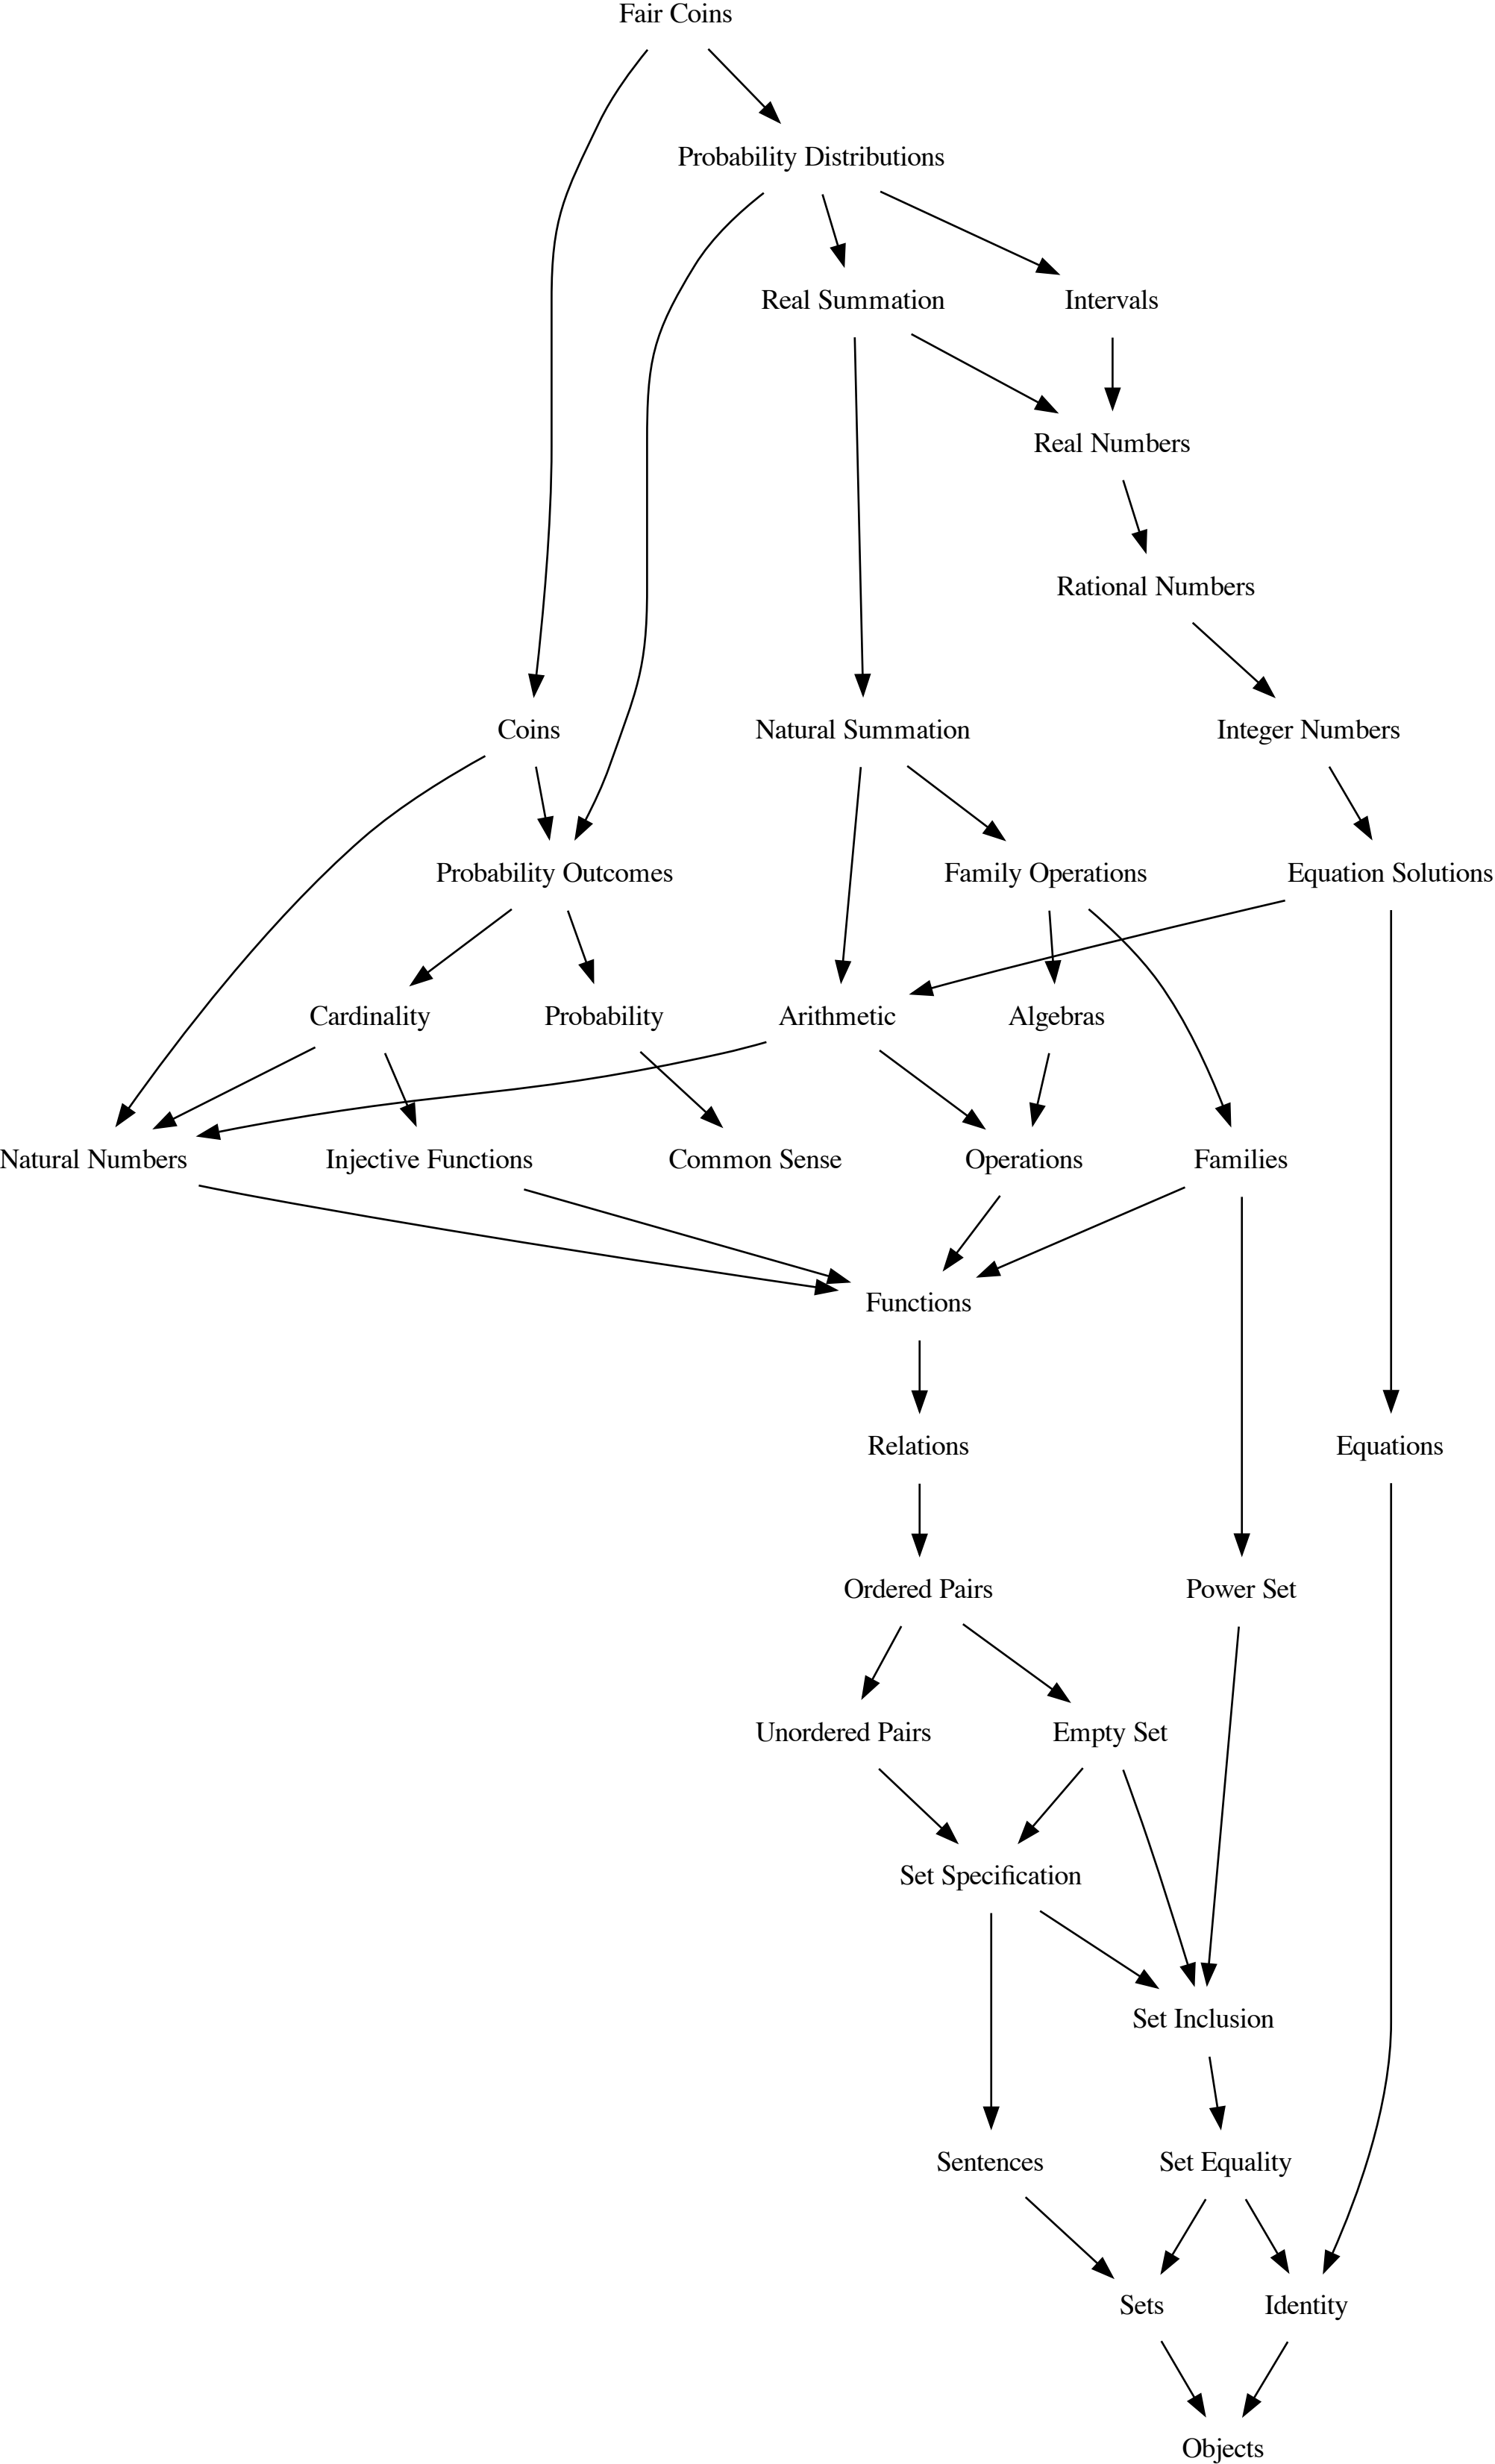 Fair Coins
Probability Distributions
Real Summation
Intervals
Real Numbers
Rational Numbers
Coins
Natural Summation
Integer Numbers
Probability Outcomes
Family Operations
Equation Solutions
Cardinality
Probability
Arithmetic
Algebras
Natural Numbers
Injective Functions
Common Sense
Operations
Families
Functions
Relations
Equations
Ordered Pairs
Power Set
Unordered Pairs
Empty Set
Set Specification
Set Inclusion
Sentences
Set Equality
Sets
Identity
Objects